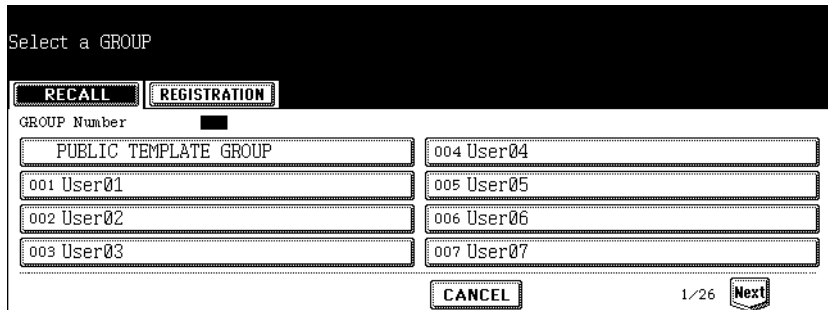 Select a GROUP
RECALL REGISTRATION
GROUP Number
PUBLIC TEMPLATE GROUP
001 User01
002 User02
003 User03
004 User04
005 User05
006 User06
007 User07
CANCEL 1/26 Next